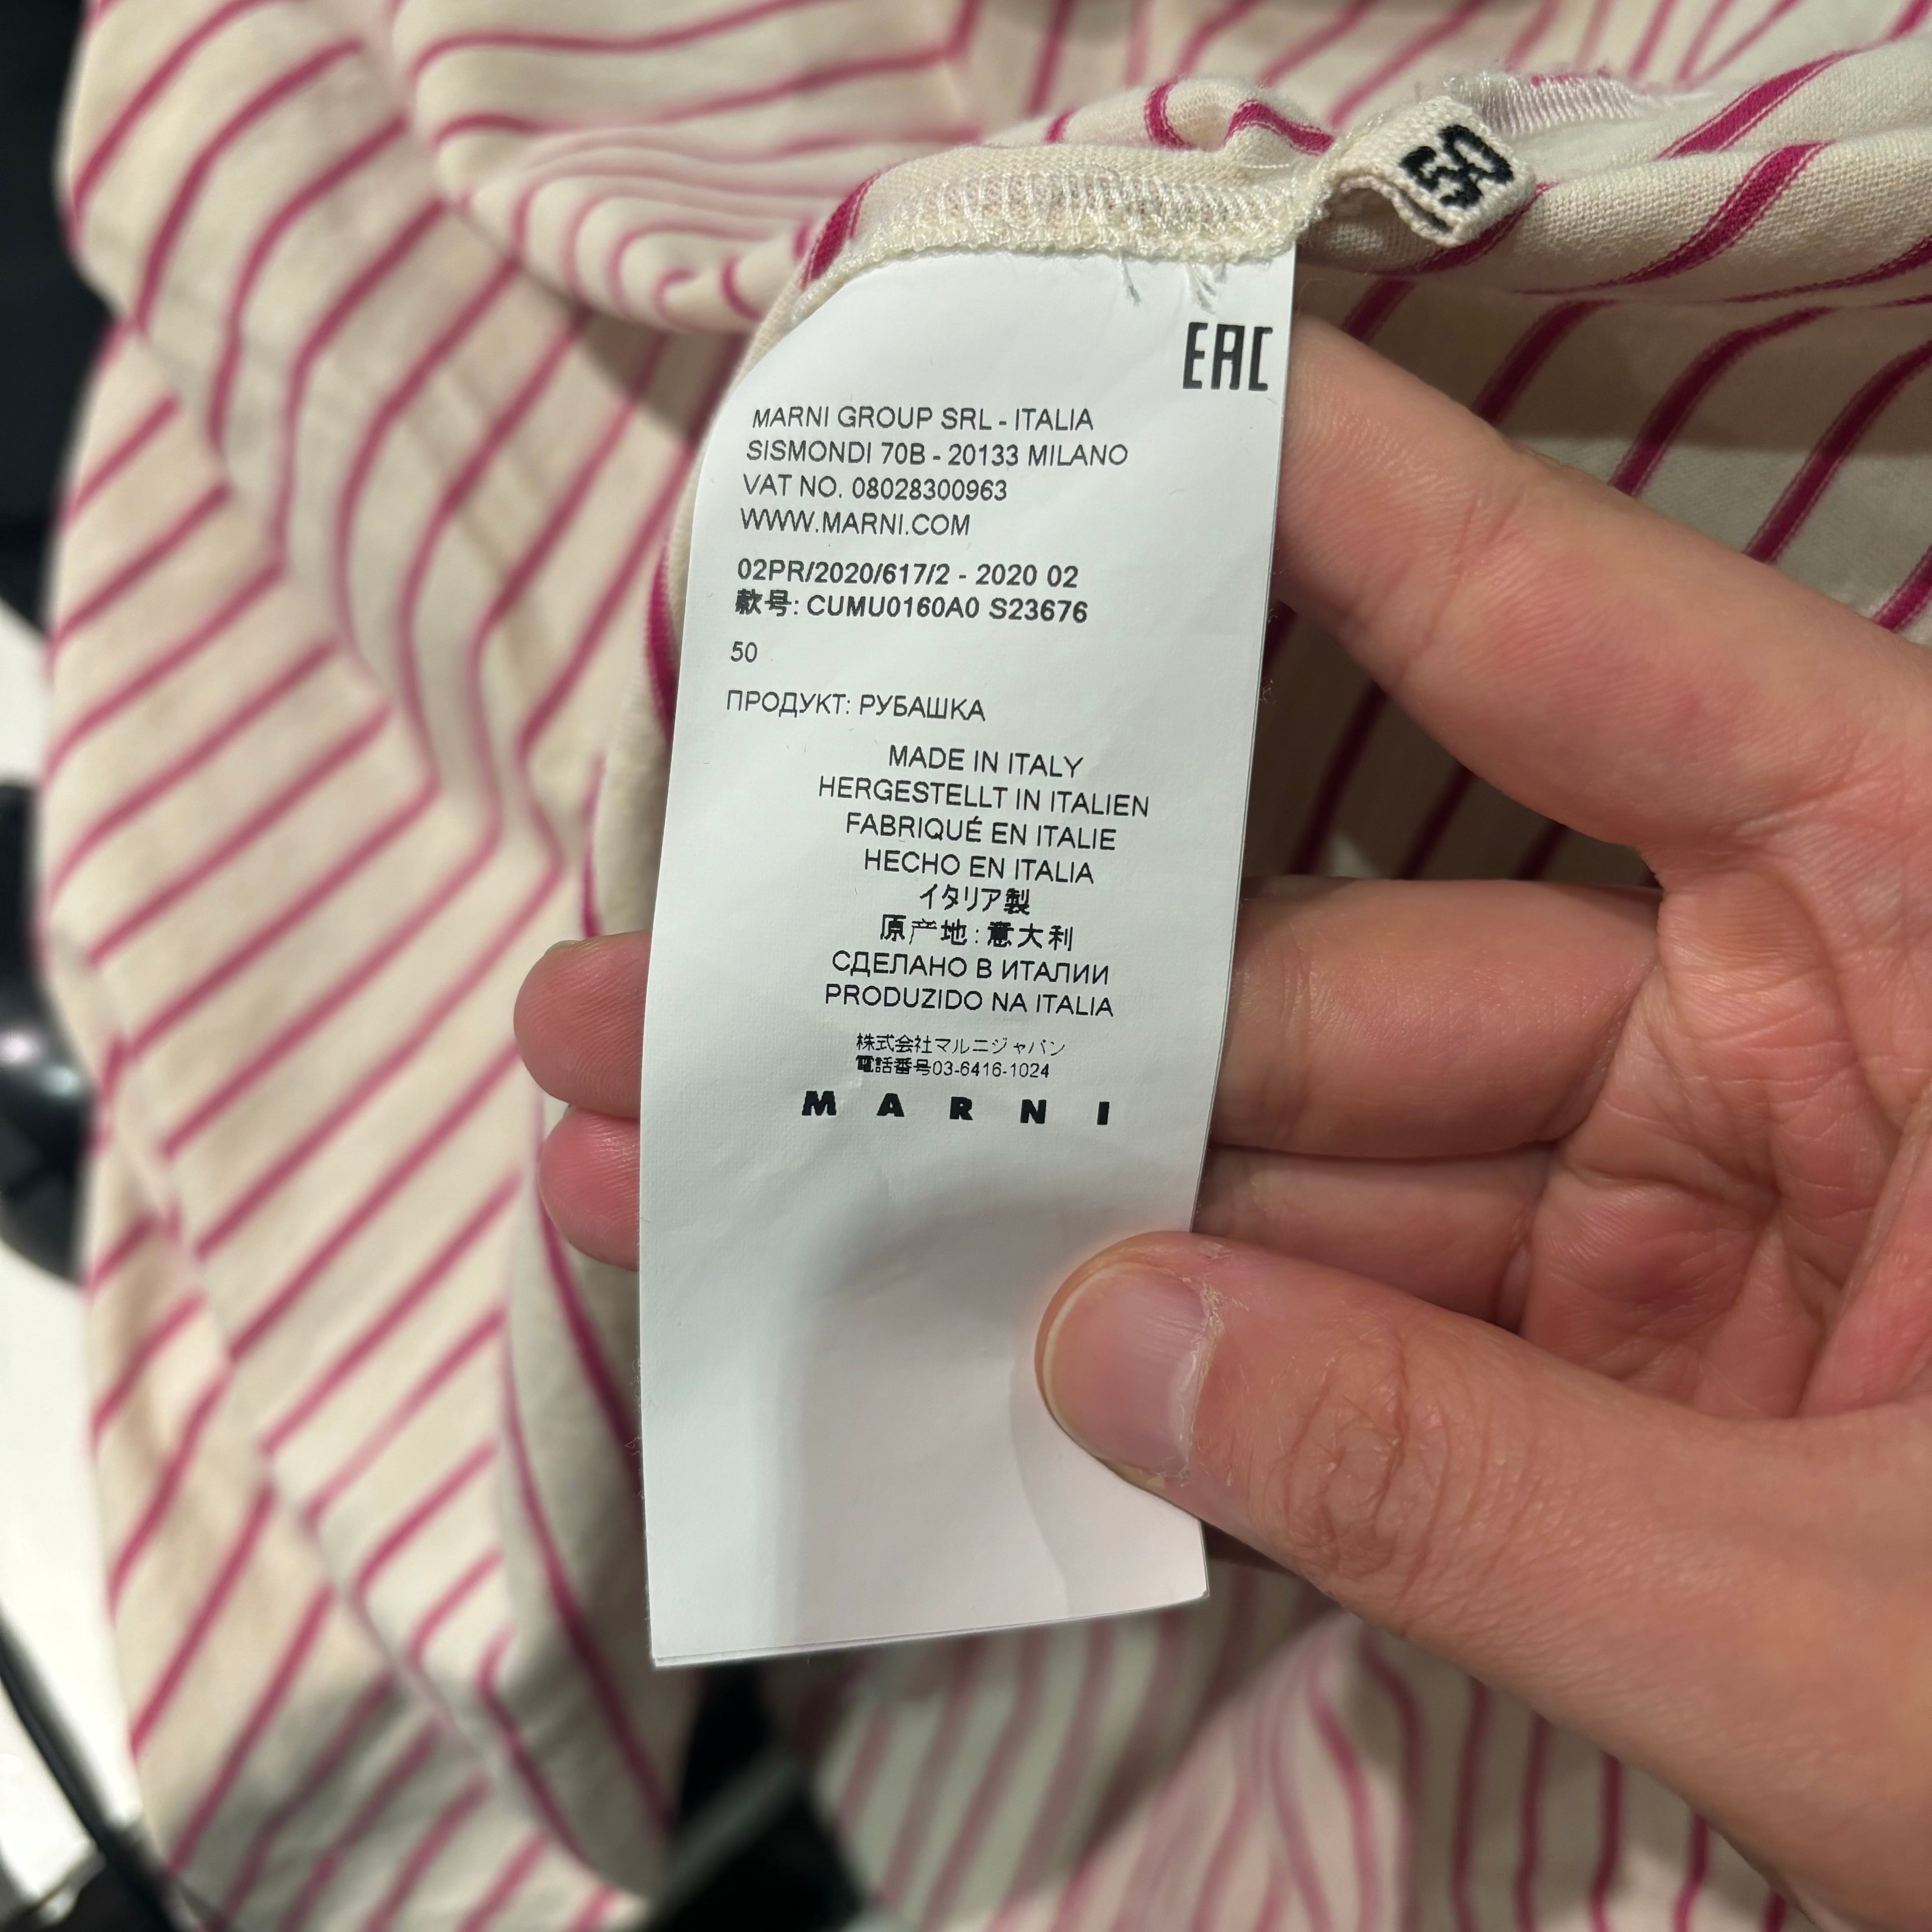 50
EAC
MARNI GROUP SRL - ITALIA
SISMONDI 70B - 20133 MILANO
VAT NO. 08028300963
WWW.MARNI.COM
02PR/2020/617/2 - 2020 02
款号: CUMU0160A0 S23676
50
ПРОДУКТ: РУБАШКА
MADE IN ITALY
HERGESTELLT IN ITALIEN
FABRIQUÉ EN ITALIE
HECHO EN ITALIA
イタリア製
原产地: 意大利
СДЕЛАНО В ИТАЛИИ
PRODUZIDO NA ITALIA
株式会社マルニジャパン
電話番号03-6416-1024
MARNI